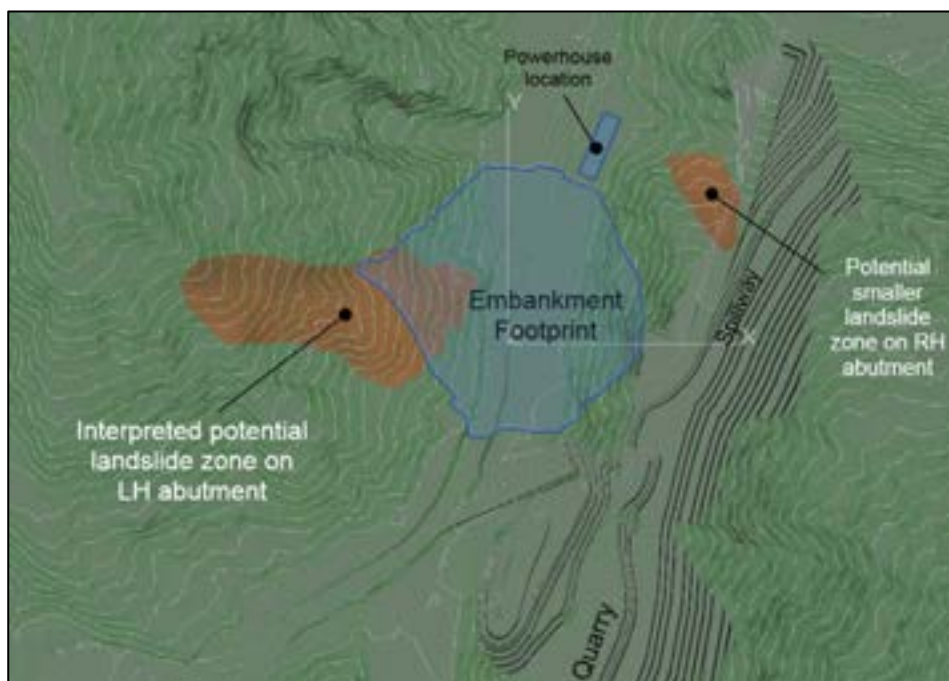 Powerhouse
location
Y
Embankment
Footprint
X
Spillway
Potential
smaller
landslide
zone on RH
abutment
Interpreted potential
landslide zone on
LH abutment
Quarry